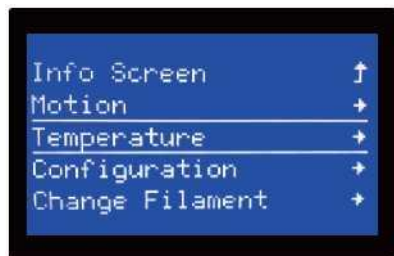 Info Screen
Motion
Temperature
Configuration
Change Filament